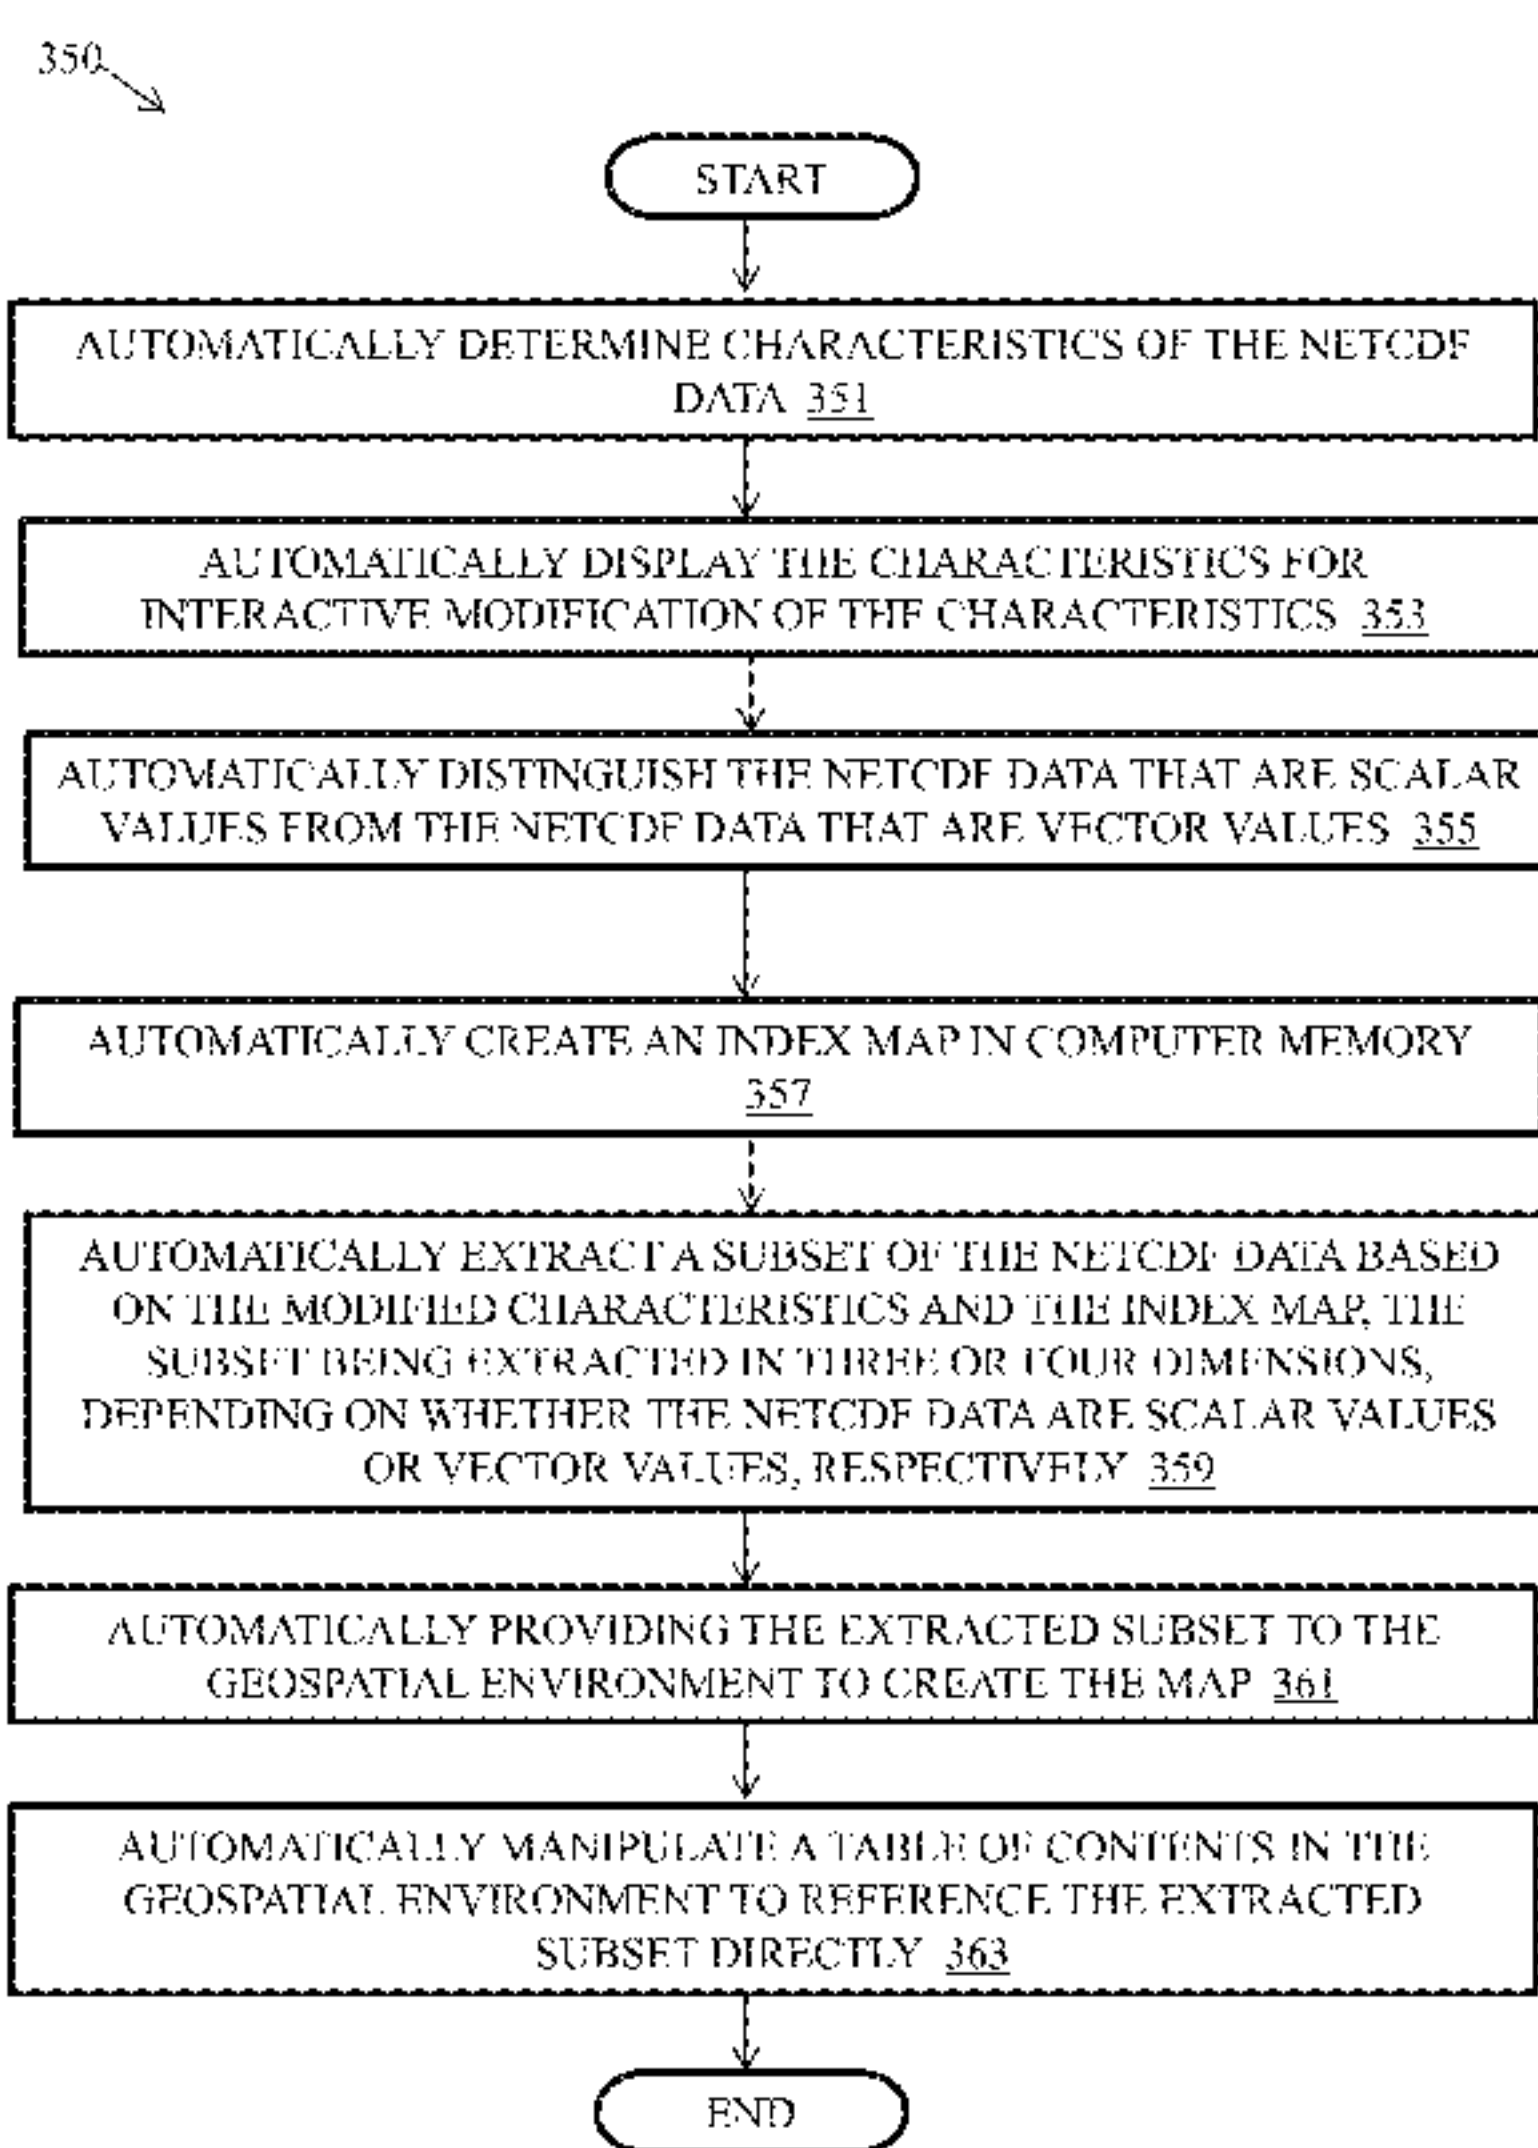 350
START
AUTOMATICALLY DETERMINE CHARACTERISTICS OF THE NETCDF
DATA 351
AUTOMATICALLY DISPLAY THE CHARACTERISTICS FOR
INTERACTIVE MODIFICATION OF THE CHARACTERISTICS 353
AUTOMATICALLY DISTINGUISH THE NETCDF DATA THAT ARE SCALAR
VALUES FROM THE NETCDF DATA THAT ARE VECTOR VALUES 355
AUTOMATICALLY CREATE AN INDEX MAP IN COMPUTER MEMORY
357
AUTOMATICALLY EXTRACT A SUBSET OF THE NETCDF DATA BASED
ON THE MODIFIED CHARACTERISTICS AND THE INDEX MAP, THE
SUBSET BEING EXTRACTED IN THREE OR FOUR DIMENSIONS,
DEPENDING ON WHETHER THE NETCDF DATA ARE SCALAR VALUES
OR VECTOR VALUES, RESPECTIVELY 359
AUTOMATICALLY PROVIDING THE EXTRACTED SUBSET TO THE
GEOSPATIAL ENVIRONMENT TO CREATE THE MAP 361
AUTOMATICALLY MANIPULATE A TABLE OF CONTENTS IN THE
GEOSPATIAL ENVIRONMENT TO REFERENCE THE EXTRACTED
SUBSET DIRECTLY 363
END